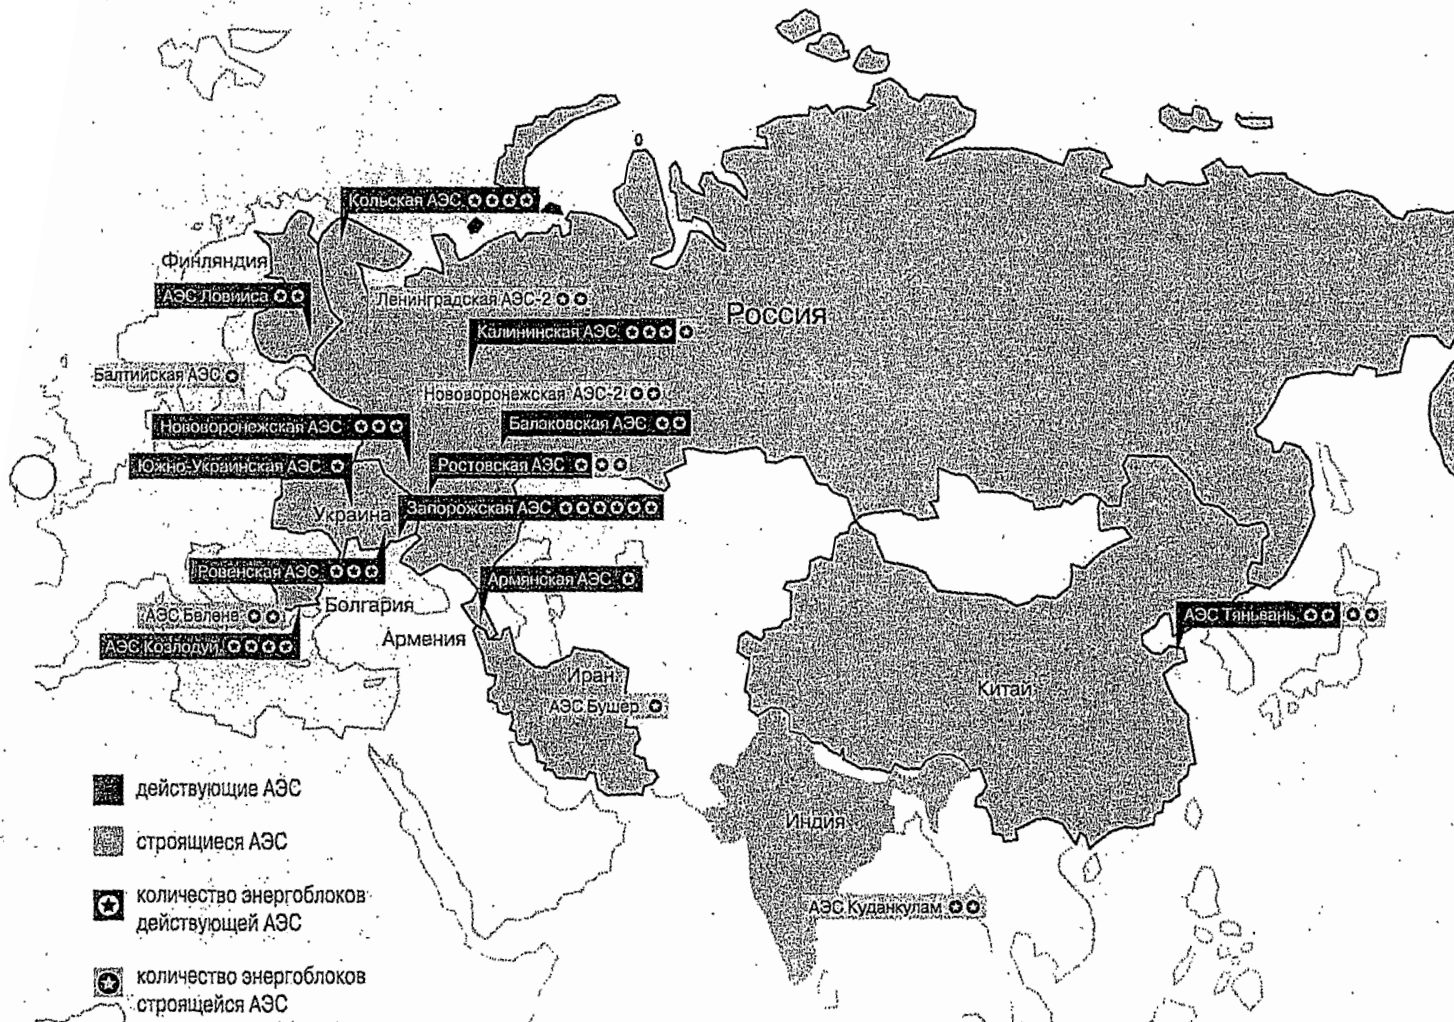 Кольская АЭС
Финляндия
АЭС Ловииса
Ленинградская АЭС-2
Россия
Калининская АЭС
Балтийская АЭС
Нововоронежская АЭС-2
Нововоронежская АЭС
Балаковская АЭС
Южно-Украинская АЭС
Ростовская АЭС
Украина
Запорожская АЭС
Ровенская АЭС
Армянская АЭС
Болгария
АЭС Белене
АЭС Козлодуй
Армения
АЭС Тяньвань
Иран
АЭС Бушер
Китай
Индия
АЭС Куданкулам
действующие АЭС
строящиеся АЭС
количество энергоблоков
действующей АЭС
количество энергоблоков
строящейся АЭС